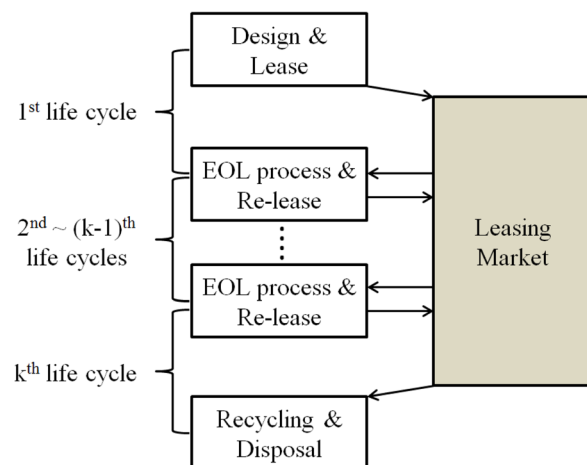 Design &
Lease
1st life cycle
EOL process &
Re-lease
2nd ~ (k-1)th
life cycles
Leasing
Market
EOL process &
Re-lease
kth life cycle
Recycling &
Disposal